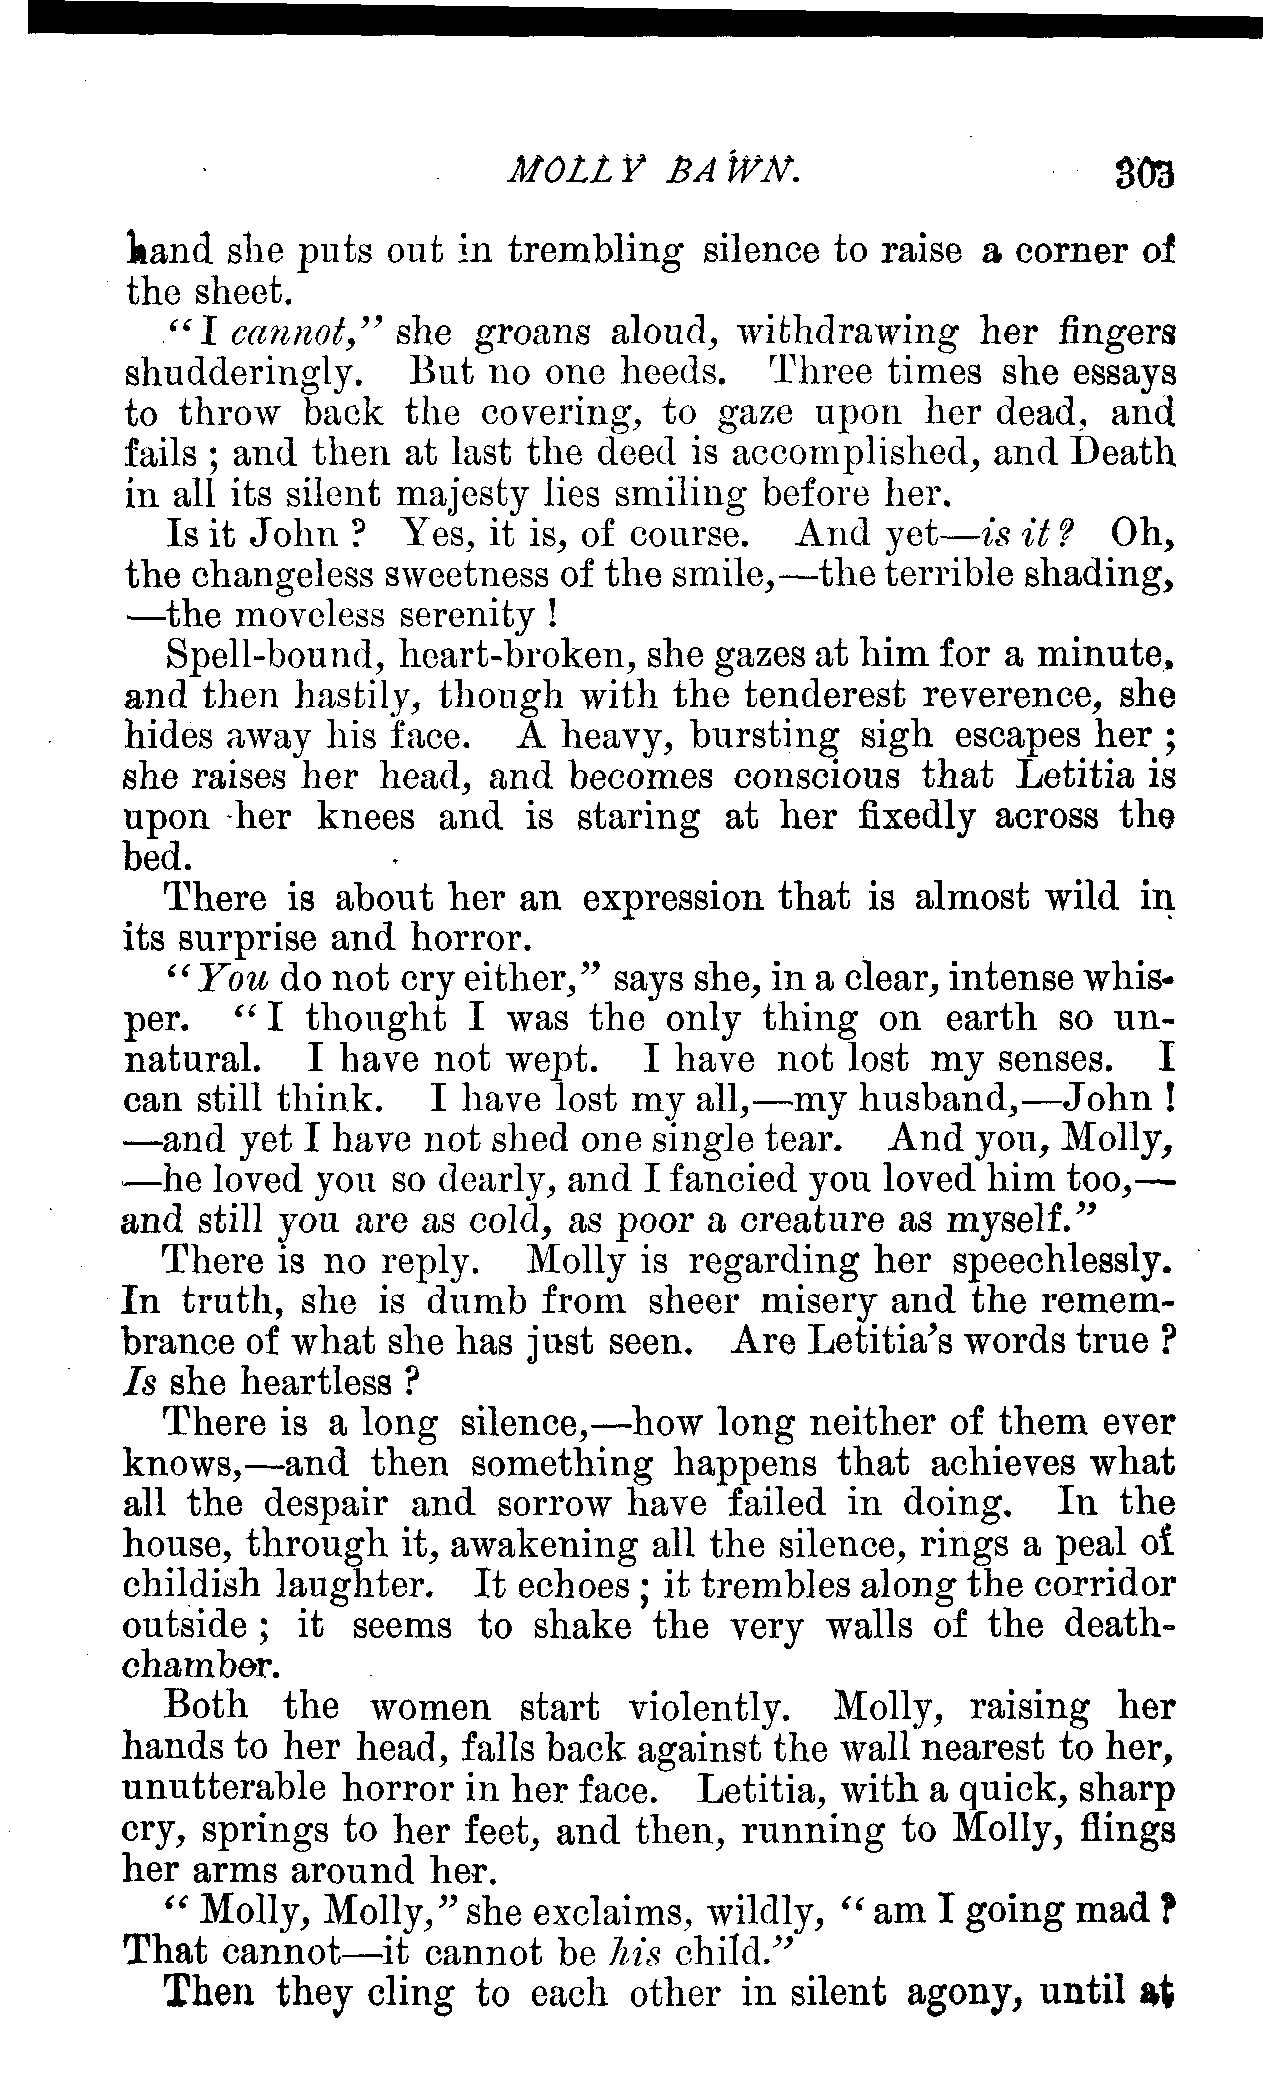 MOLLY BAWN. 303
hand she puts out in trembling silence to raise a corner of
the sheet.
"I cannot," she groans aloud, withdrawing her fingers
shudderingly. But no one heeds. Three times she essays
to throw back the covering, to gaze upon her dead, and
fails ; and then at last the deed is accomplished, and Death
in all its silent majesty lies smiling before her.
Is it John ? Yes, it is, of course. And yet—is it ? Oh,
the changeless sweetness of the smile,—the terrible shading,
—the moveless serenity !
Spell-bound, heart-broken, she gazes at him for a minute,
and then hastily, though with the tenderest reverence, she
hides away his face. A heavy, bursting sigh escapes her ;
she raises her head, and becomes conscious that Letitia is
upon her knees and is staring at her fixedly across the
bed.
There is about her an expression that is almost wild in
its surprise and horror.
"You do not cry either," says she, in a clear, intense whis-
per. "I thought I was the only thing on earth so un-
natural. I have not wept. I have not lost my senses. I
can still think. I have lost my all,—my husband,—John !
—and yet I have not shed one single tear. And you, Molly,
—he loved you so dearly, and I fancied you loved him too,—
and still you are as cold, as poor a creature as myself."
There is no reply. Molly is regarding her speechlessly.
In truth, she is dumb from sheer misery and the remem-
brance of what she has just seen. Are Letitia's words true ?
Is she heartless ?
There is a long silence,—how long neither of them ever
knows,—and then something happens that achieves what
all the despair and sorrow have failed in doing. In the
house, through it, awakening all the silence, rings a peal of
childish laughter. It echoes ; it trembles along the corridor
outside ; it seems to shake the very walls of the death-
chamber.
Both the women start violently. Molly, raising her
hands to her head, falls back against the wall nearest to her,
unutterable horror in her face. Letitia, with a quick, sharp
cry, springs to her feet, and then, running to Molly, flings
her arms around her.
"Molly, Molly," she exclaims, wildly, "am I going mad ?
That cannot—it cannot be his child."
Then they cling to each other in silent agony, until at